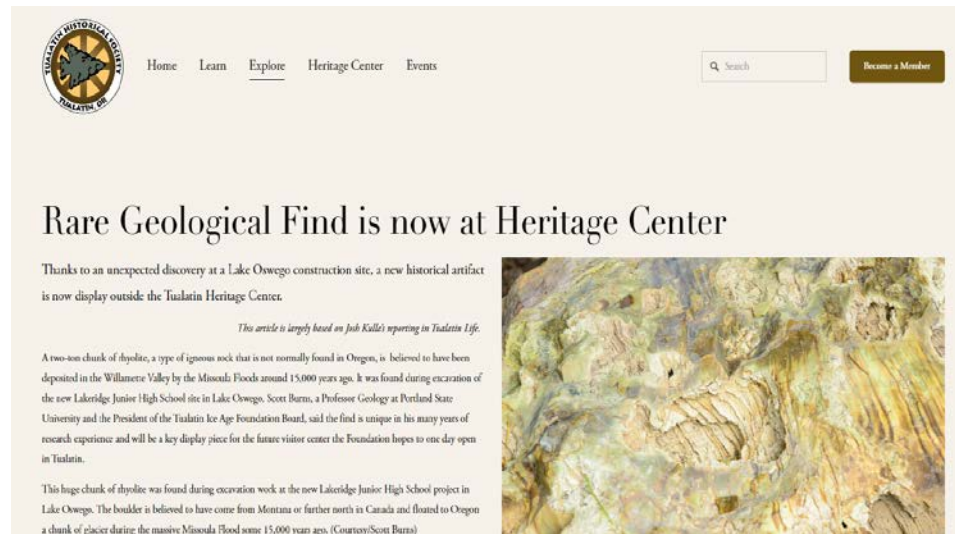 TUALATIN HISTORICAL SOCIETY
TUALATIN, OR
Home Learn Explore Heritage Center Events
Search
Become a Member
Rare Geological Find is now at Heritage Center
Thanks to an unexpected discovery at a Lake Oswego construction site, a new historical artifact
is now display outside the Tualatin Heritage Center.
This article is largely based on Josh Kulla's reporting in Tualatin Life.
A two-ton chunk of rhyolite, a type of igneous rock that is not normally found in Oregon, is believed to have been
deposited in the Willamette Valley by the Missoula Floods around 15,000 years ago. It was found during excavation of
the new Lakeridge Junior High School site in Lake Oswego. Scott Burns, a Professor Geology at Portland State
University and the President of the Tualatin Ice Age Foundation Board, said the find is unique in his many years of
research experience and will be a key display piece for the future visitor center the Foundation hopes to one day open
in Tualatin.
This huge chunk of rhyolite was found during excavation work at the new Lakeridge Junior High School project in
Lake Oswego. The boulder is believed to have come from Montana or further north in Canada and floated to Oregon
a chunk of glacier during the massive Missoula Flood some 15,000 years ago. (Courtesy/Scott Burns)